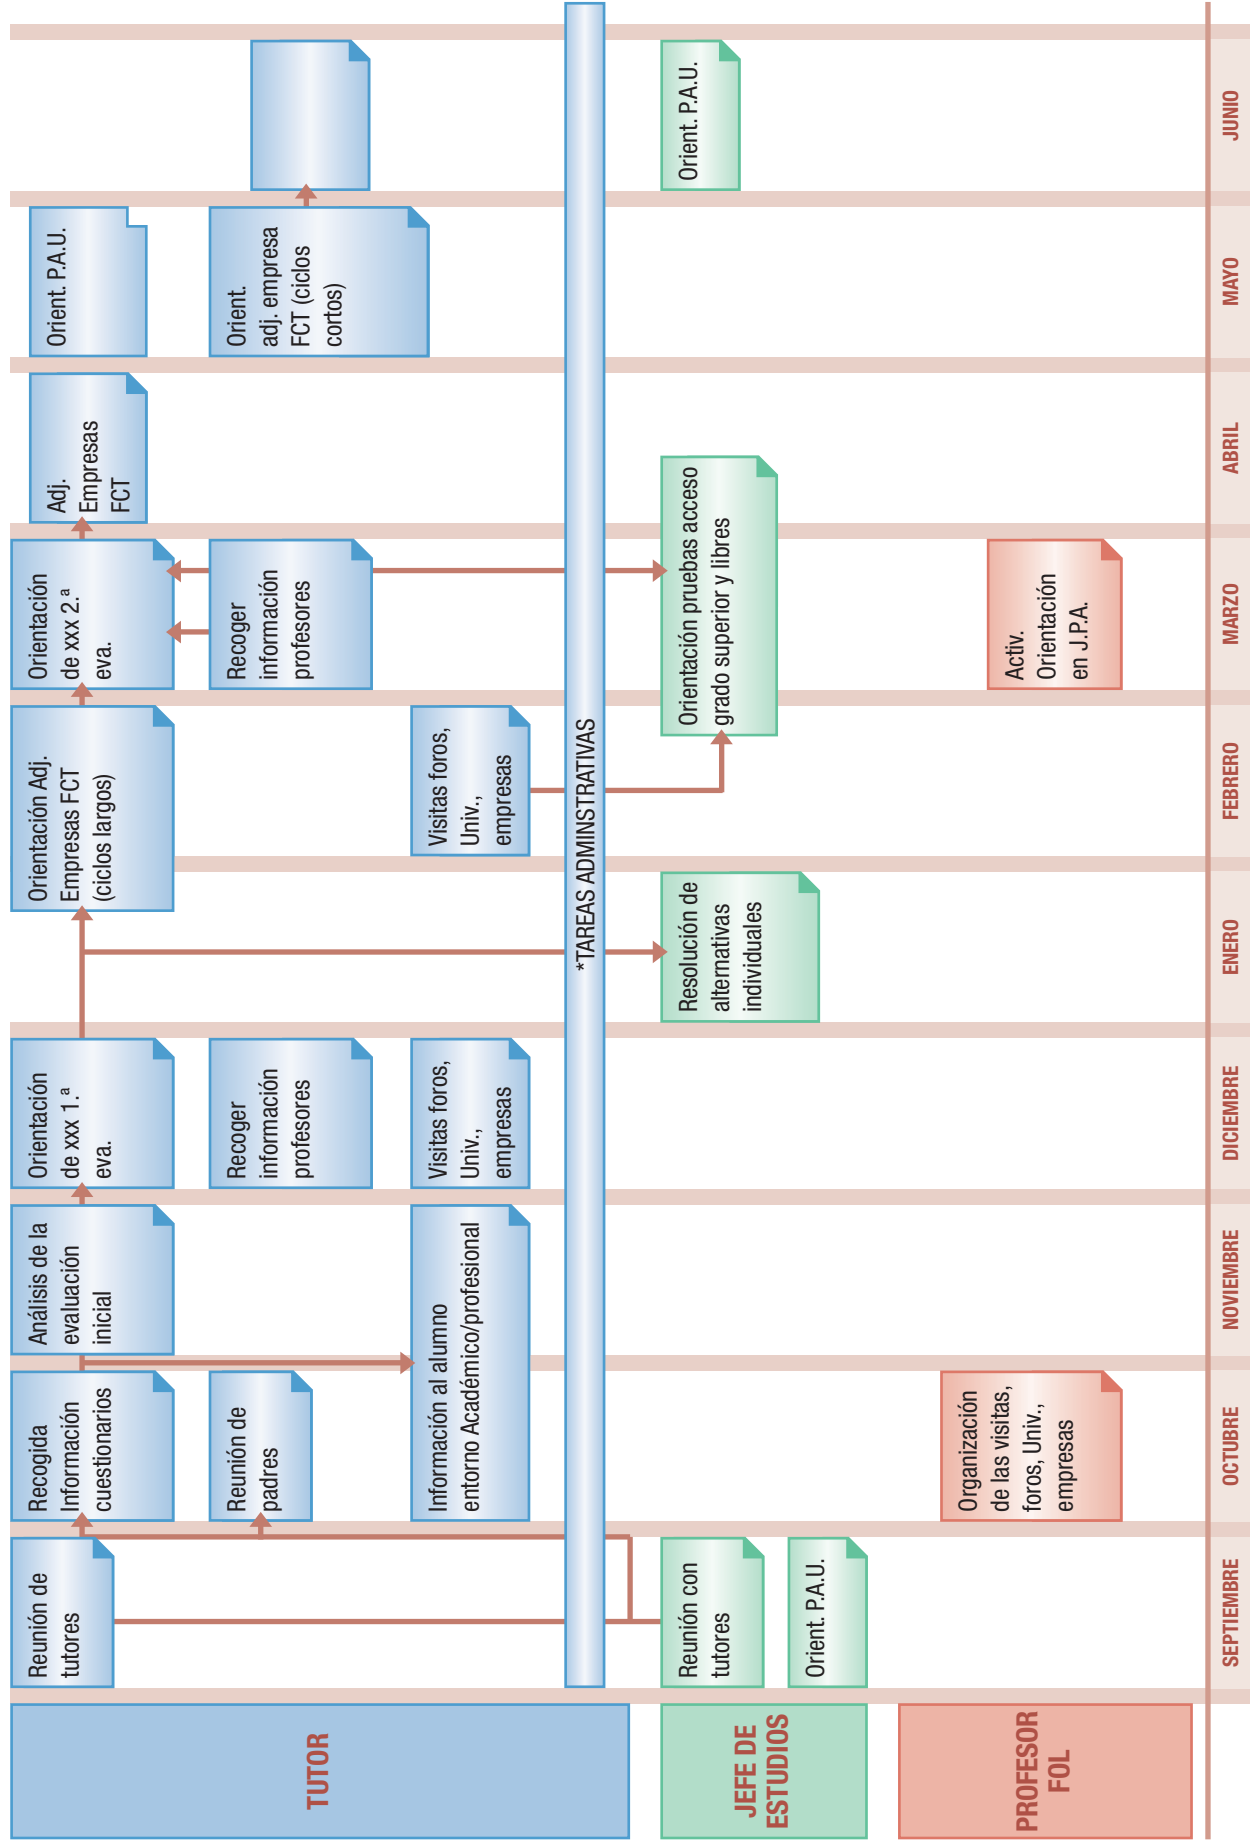 TUTOR
Reunión de
tutores
Recogida
Información
cuestionarios
Reunión de
padres
Análisis de la
evaluación
inicial
Información al alumno
entorno Académico/profesional
Orientación
de xxx 1.ª
eva.
Recoger
información
profesores
Visitas foros,
Univ.,
empresas
Orientación Adj.
Empresas FCT
(ciclos largos)
Visitas foros,
Univ.,
empresas
Orientación
de xxx 2.ª
eva.
Recoger
información
profesores
Adj.
Empresas
FCT
Orient. P.A.U.
Orient.
adj. empresa
FCT (ciclos
cortos)
*TAREAS ADMINSTRATIVAS
JEFE DE
ESTUDIOS
Reunión con
tutores
Orient. P.A.U.
Resolución de
alternativas
individuales
Orientación pruebas acceso
grado superior y libres
Orient. P.A.U.
PROFESOR
FOL
Organización
de las visitas,
foros, Univ.,
empresas
Activ.
Orientación
en J.P.A.
SEPTIEMBRE
OCTUBRE
NOVIEMBRE
DICIEMBRE
ENERO
FEBRERO
MARZO
ABRIL
MAYO
JUNIO